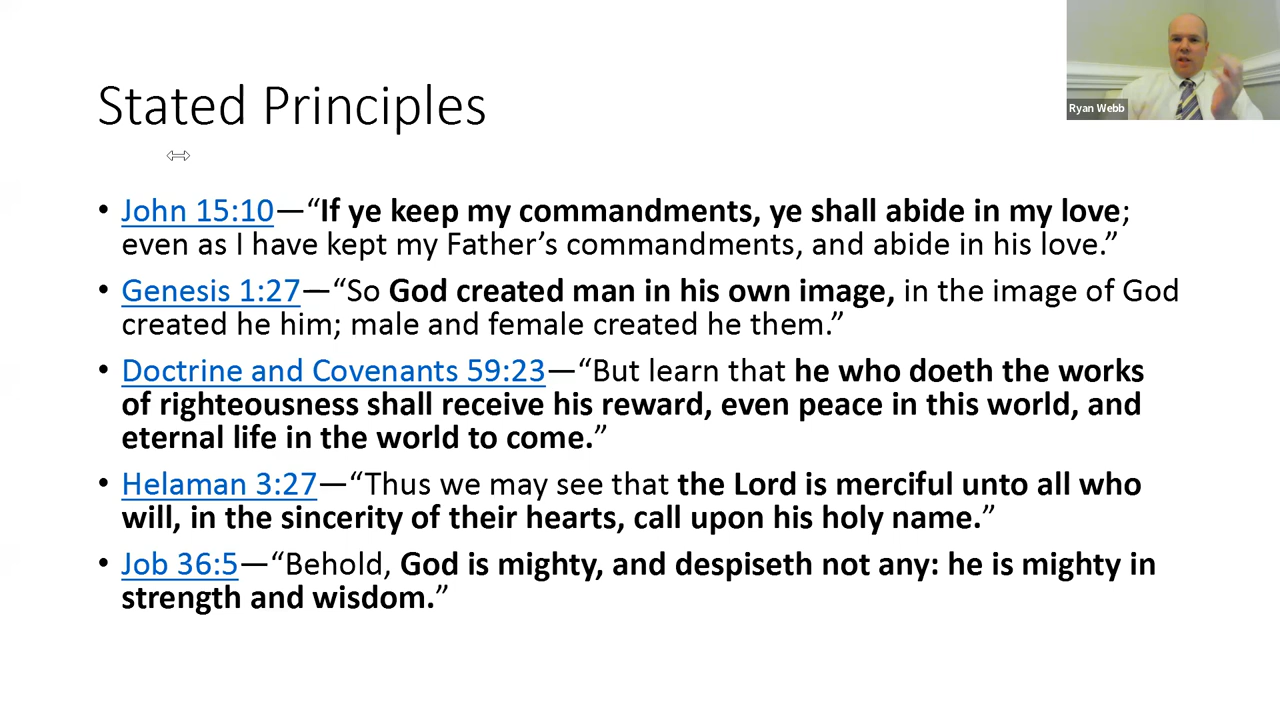 Ryan Webb
Stated Principles
• John 15:10—“If ye keep my commandments, ye shall abide in my love;
even as I have kept my Father’s commandments, and abide in his love.”
• Genesis 1:27—“So God created man in his own image, in the image of God
created he him; male and female created he them.”
• Doctrine and Covenants 59:23—“But learn that he who doeth the works
of righteousness shall receive his reward, even peace in this world, and
eternal life in the world to come.”
• Helaman 3:27—“Thus we may see that the Lord is merciful unto all who
will, in the sincerity of their hearts, call upon his holy name.”
• Job 36:5—“Behold, God is mighty, and despiseth not any: he is mighty in
strength and wisdom.”